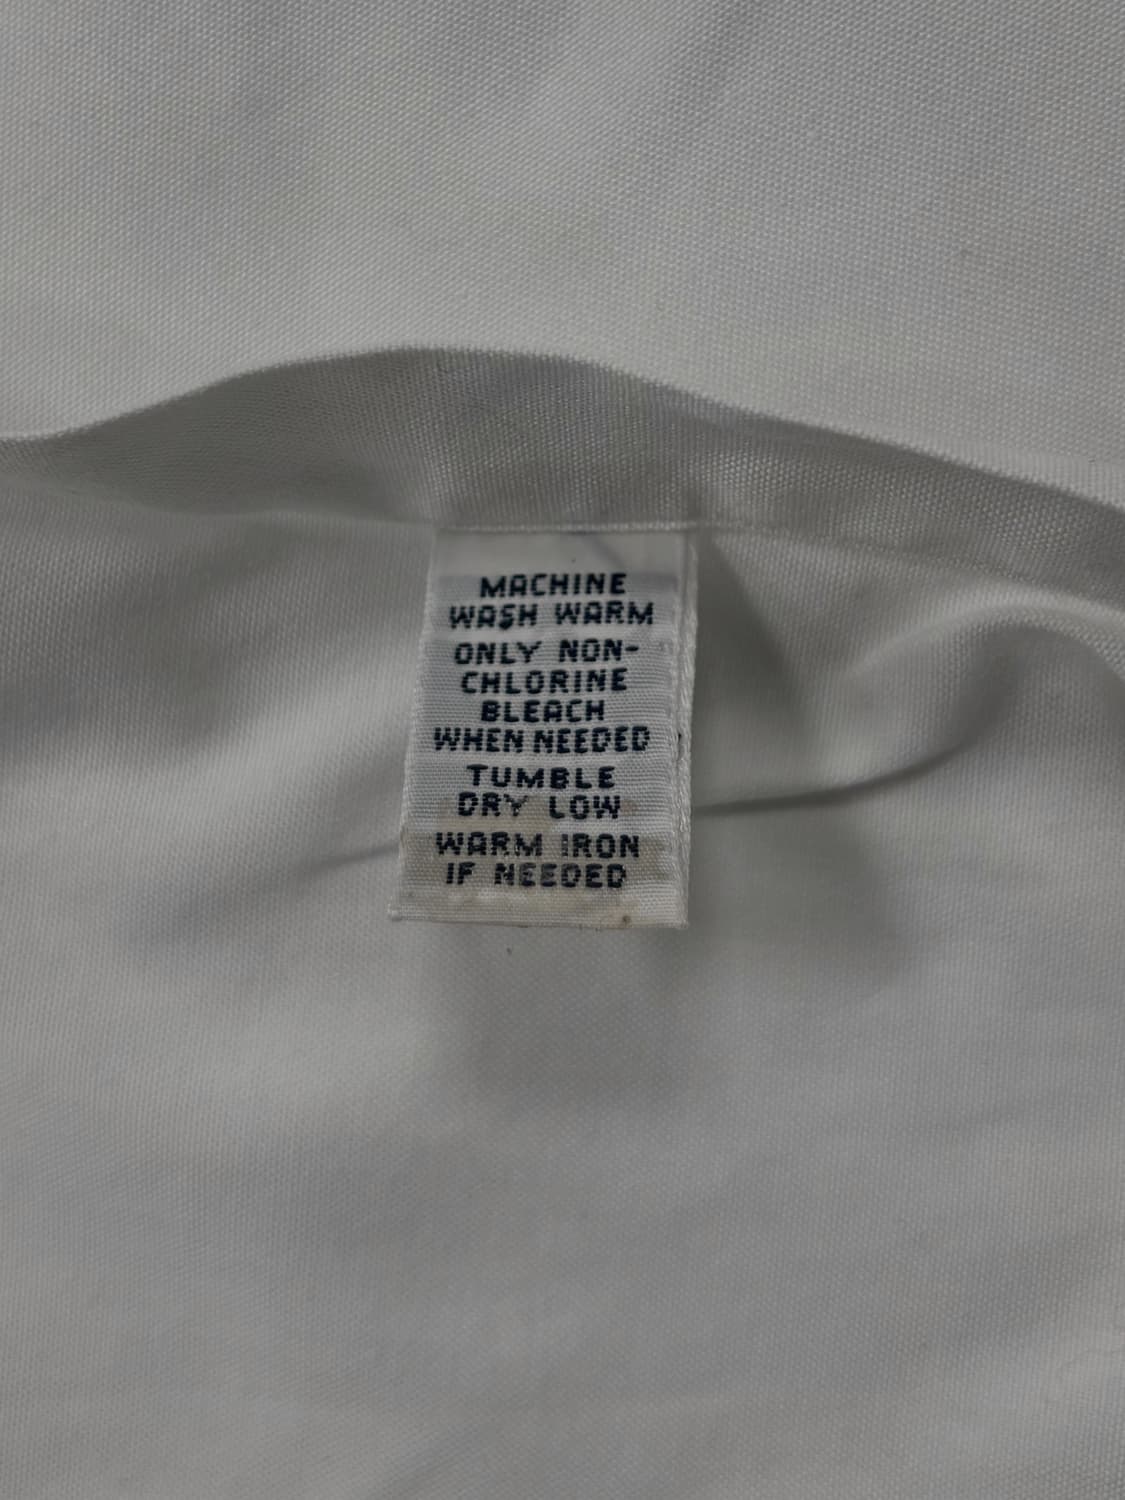 MACHINE
WASH WARM
ONLY NON-
CHLORINE
BLEACH
WHEN NEEDED
TUMBLE
DRY LOW
WARM IRON
IF NEEDED